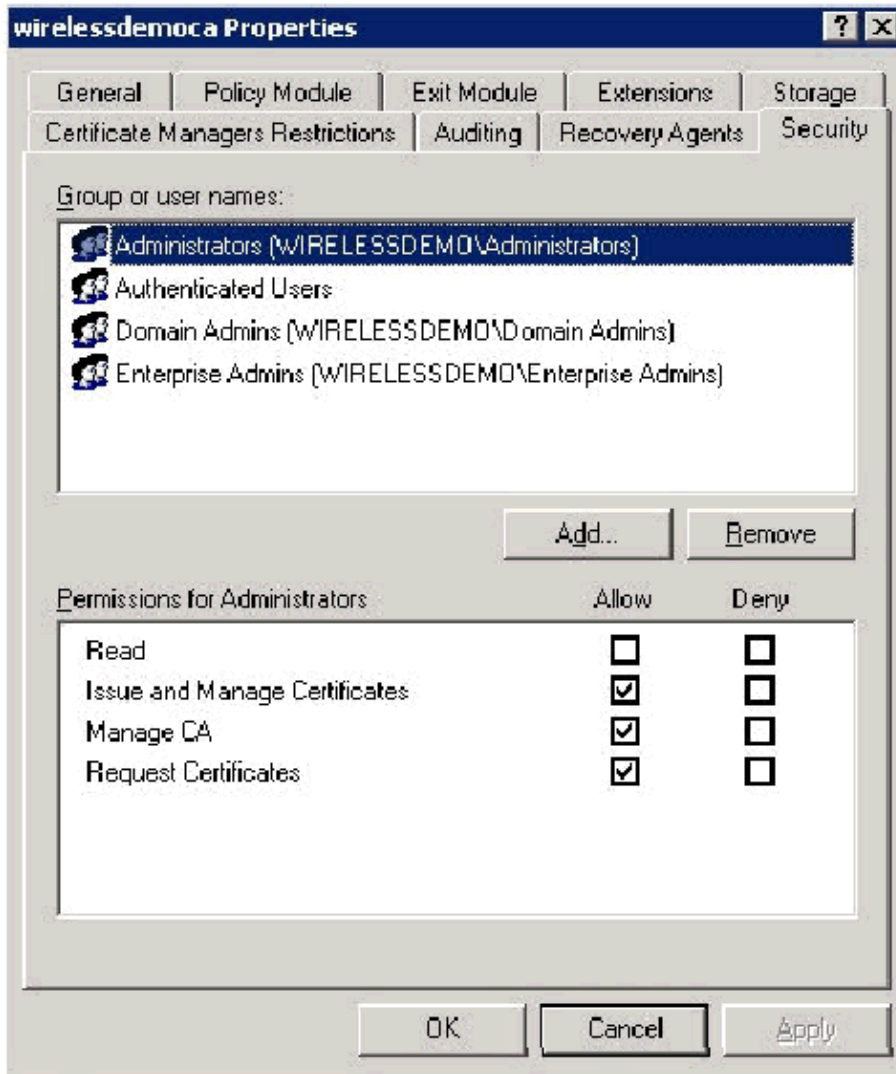 wirelessdemoca Properties
General Policy Module Exit Module Extensions Storage
Certificate Managers Restrictions Auditing Recovery Agents Security
Group or user names:
Administrators (WIRELESSDEMO\Administrators)
Authenticated Users
Domain Admins (WIRELESSDEMO\Domain Admins)
Enterprise Admins (WIRELESSDEMO\Enterprise Admins)
Add... Remove
Permissions for Administrators Allow Deny
Read
Issue and Manage Certificates
Manage CA
Request Certificates
OK Cancel Apply